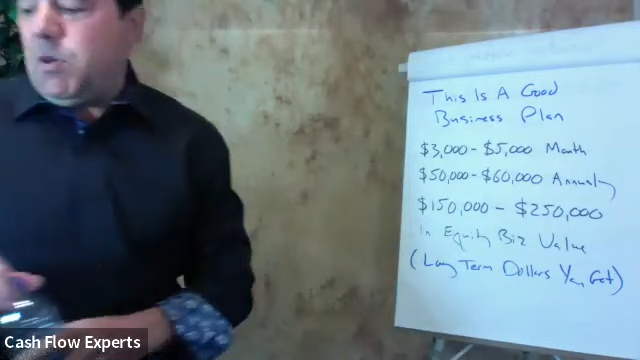 This Is A Good
Business Plan
$3,000 - $5,000 Month
$50,000 - $60,000 Annually
$150,000 - $250,000
In Equity Biz Value
(Long Term Dollars You Get)
Cash Flow Experts